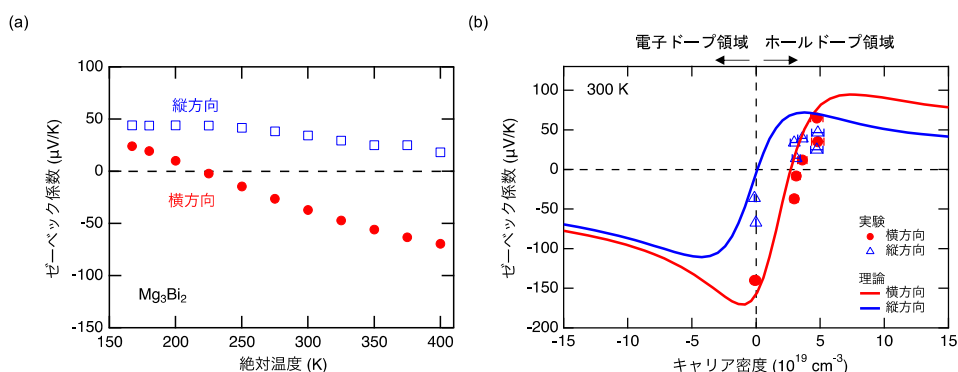 (a)
100
50
0
-50
-100
-150
ゼーベック係数 (μV/K)
縦方向
横方向
Mg₃Bi₂
200
250
300
350
400
絶対温度 (K)
(b)
電子ドープ領域
ホールドープ領域
300 K
100
50
0
-50
-100
-150
-200
ゼーベック係数 (μV/K)
実験
横方向
縦方向
理論
横方向
縦方向
-15
-10
-5
0
5
10
15
キャリア密度 (10¹⁹ cm⁻³)